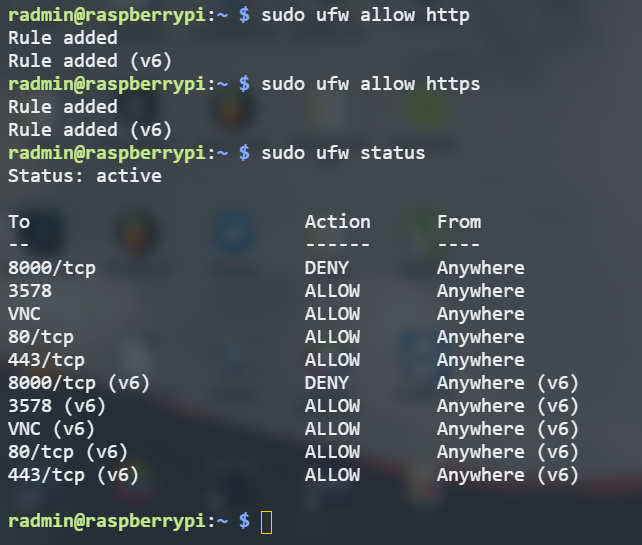 radmin@raspberrypi:~ $ sudo ufw allow http
Rule added
Rule added (v6)
radmin@raspberrypi:~ $ sudo ufw allow https
Rule added
Rule added (v6)
radmin@raspberrypi:~ $ sudo ufw status
Status: active
To Action From
-- ------ ----
8000/tcp DENY Anywhere
3578 ALLOW Anywhere
VNC ALLOW Anywhere
80/tcp ALLOW Anywhere
443/tcp ALLOW Anywhere
8000/tcp (v6) DENY Anywhere (v6)
3578 (v6) ALLOW Anywhere (v6)
VNC (v6) ALLOW Anywhere (v6)
80/tcp (v6) ALLOW Anywhere (v6)
443/tcp (v6) ALLOW Anywhere (v6)
radmin@raspberrypi:~ $